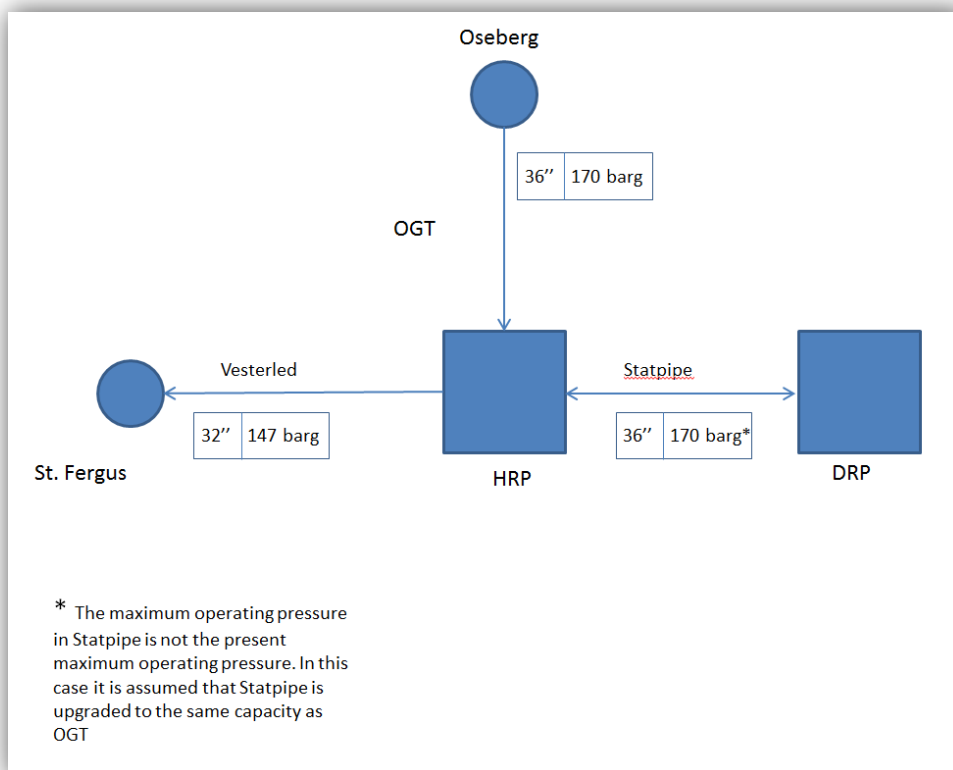 Oseberg
36’’ 170 barg
OGT
Vesterled
Statpipe
32’’ 147 barg
36’’ 170 barg*
St. Fergus
HRP
DRP
* The maximum operating pressure
in Statpipe is not the present
maximum operating pressure. In this
case it is assumed that Statpipe is
upgraded to the same capacity as
OGT